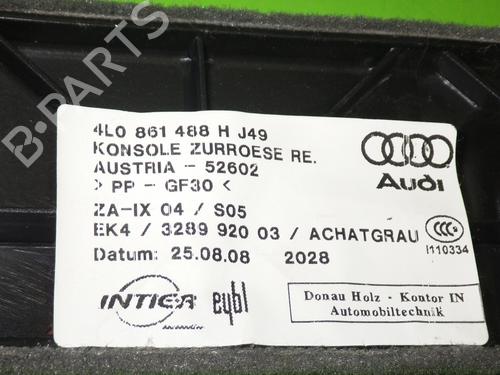 4L0 861 488 H J49
KONSOLE ZURROESE RE.
AUSTRIA - 52602
> PP - GF30 <
Audi
ZA-IX 04 / S05
EK4 / 3289 920 03 / ACHATGRAU
CCC
I110334
Datum: 25.08.08 2028
INTIER eybl
Donau Holz - Kontor IN
Automobiltechnik
B-PARTS